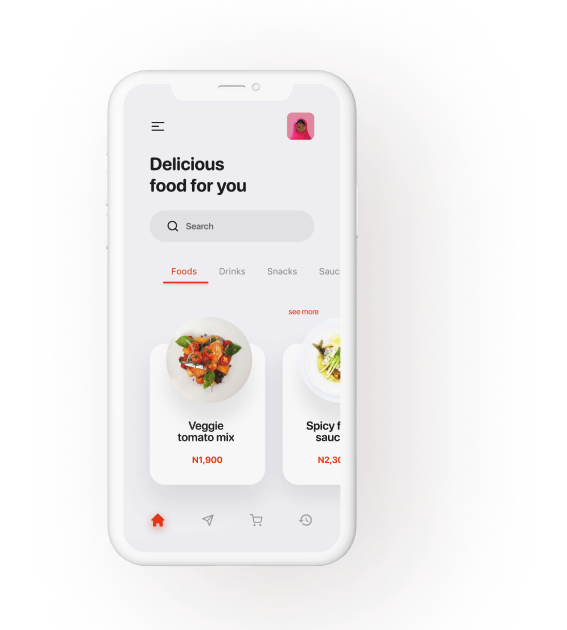 Delicious
food for you
Search
Foods Drinks Snacks Sauc
see more
Veggie
tomato mix
N1,900
Spicy f
sauc
N2,30